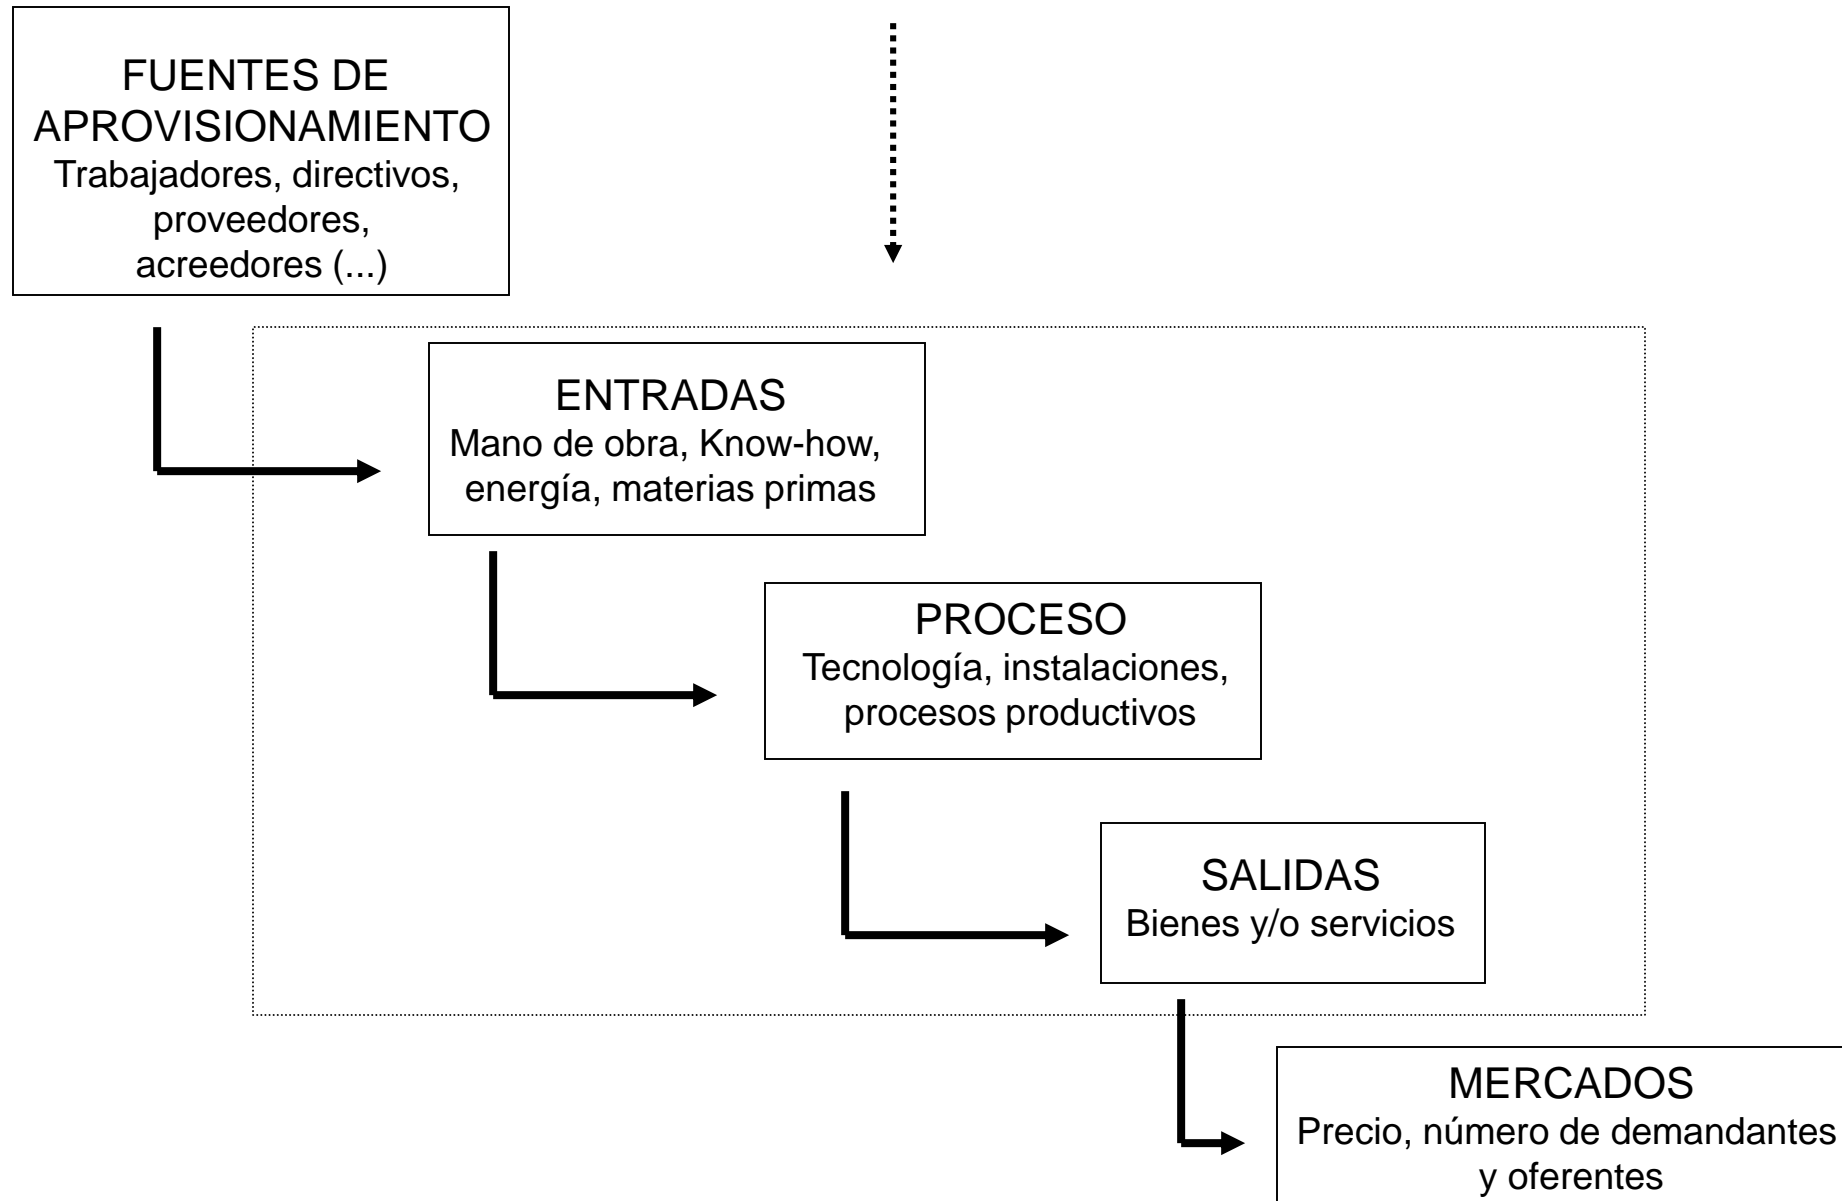 FUENTES DE
APROVISIONAMIENTO
Trabajadores, directivos,
proveedores,
acreedores (...)
ENTRADAS
Mano de obra, Know-how,
energía, materias primas
PROCESO
Tecnología, instalaciones,
procesos productivos
SALIDAS
Bienes y/o servicios
MERCADOS
Precio, número de demandantes
y oferentes